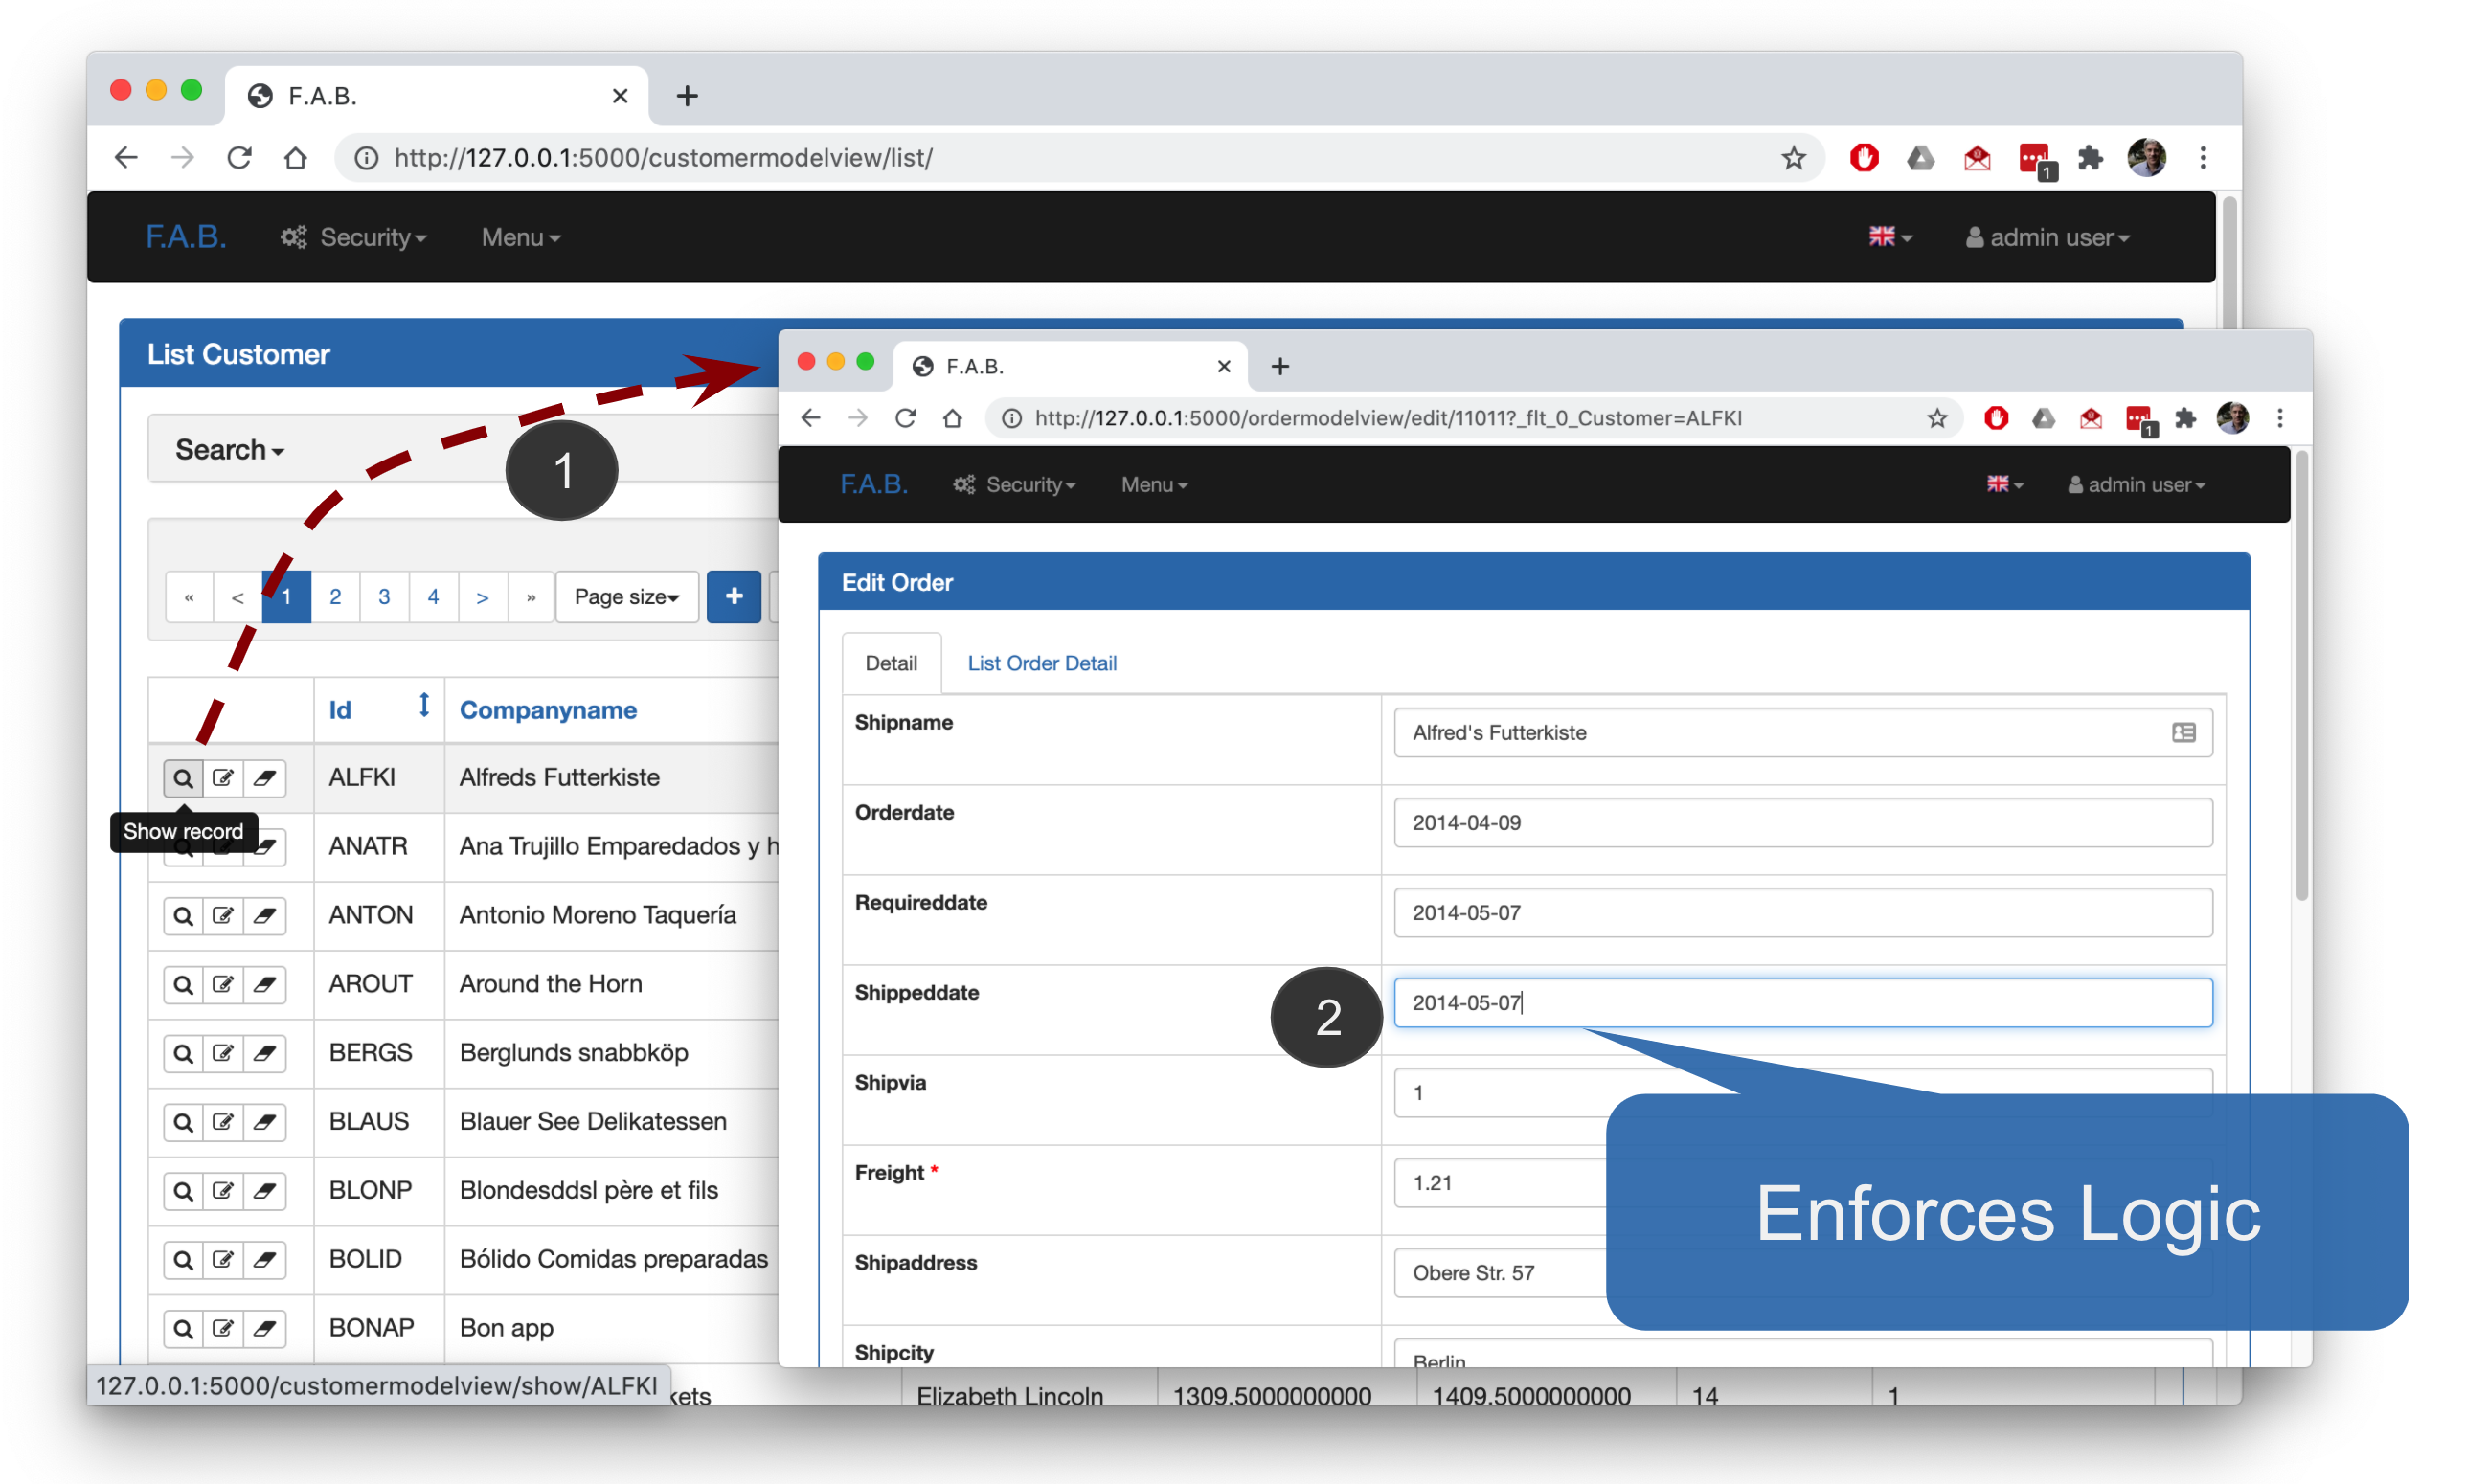 F.A.B.
http://127.0.0.1:5000/customermodelview/list/
1
F.A.B. Security Menu admin user
List Customer
Search
1
« < 1 2 3 4 > » Page size +
Id Companyname
ALFKI Alfreds Futterkiste
Show record
ANATR Ana Trujillo Emparedados y h
ANTON Antonio Moreno Taquería
AROUT Around the Horn
BERGS Berglunds snabbköp
BLAUS Blauer See Delikatessen
BLONP Blondesddsl père et fils
BOLID Bólido Comidas preparadas
BONAP Bon app
127.0.0.1:5000/customermodelview/show/ALFKI
kets Elizabeth Lincoln 1309.5000000000 1409.5000000000 14 1
F.A.B.
http://127.0.0.1:5000/ordermodelview/edit/11011?_flt_0_Customer=ALFKI
1
F.A.B. Security Menu admin user
Edit Order
Detail List Order Detail
Shipname Alfred's Futterkiste
Orderdate 2014-04-09
Requireddate 2014-05-07
Shippeddate 2 2014-05-07
Shipvia 1
Freight * 1.21
Shipaddress Obere Str. 57
Shipcity Berlin
Enforces Logic